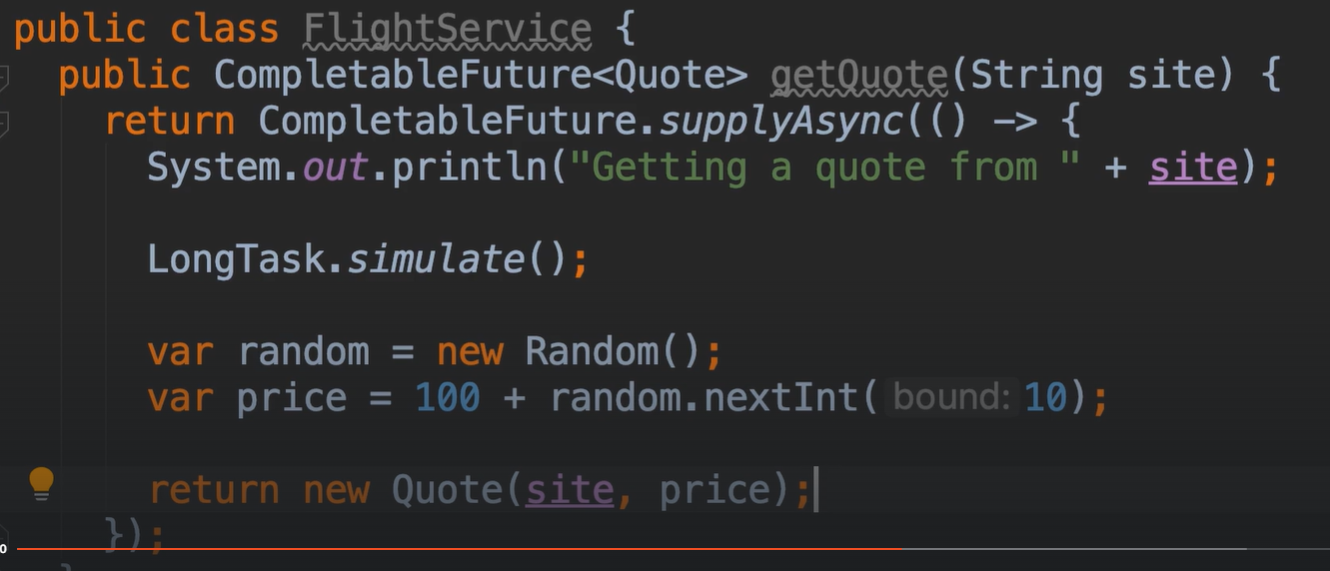 public class FlightService {
public CompletableFuture<Quote> getQuote(String site) {
return CompletableFuture.supplyAsync(() -> {
System.out.println("Getting a quote from " + site);
LongTask.simulate();
var random = new Random();
var price = 100 + random.nextInt( bound: 10);
return new Quote(site, price);
});
0
}